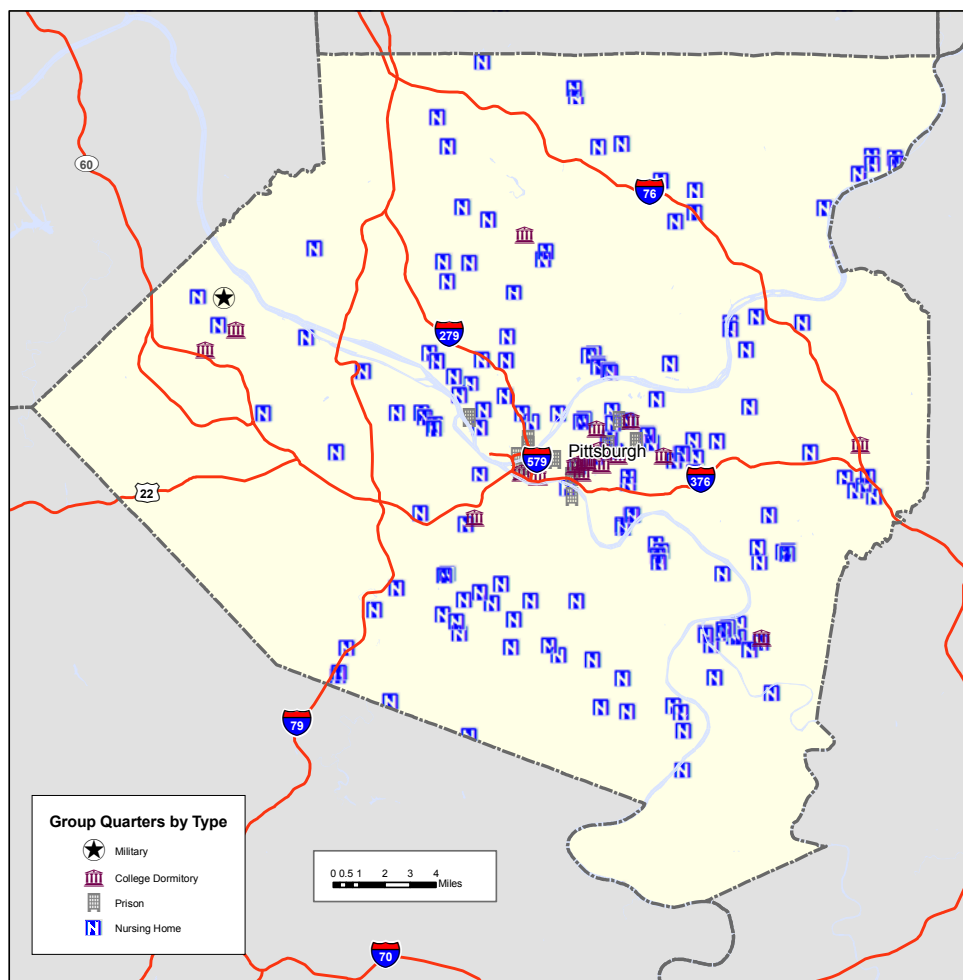 60
76
279
Pittsburgh
579
376
22
79
Group Quarters by Type
Military
College Dormitory
Prison
Nursing Home
0 0.5 1 2 3 4
Miles
70